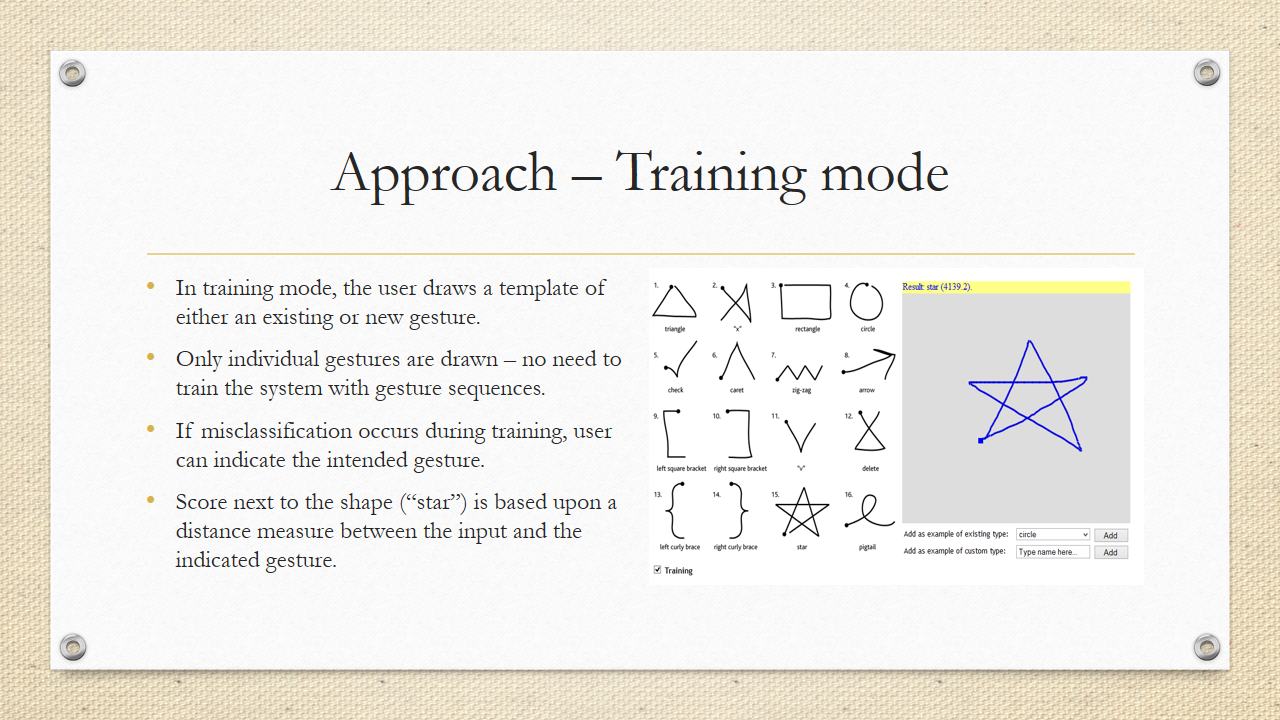 Approach – Training mode
• In training mode, the user draws a template of
either an existing or new gesture.
• Only individual gestures are drawn – no need to
train the system with gesture sequences.
• If misclassification occurs during training, user
can indicate the intended gesture.
• Score next to the shape (“star”) is based upon a
distance measure between the input and the
indicated gesture.
1. 2. 3. 4.
triangle "x" rectangle circle
5. 6. 7. 8.
check caret zig-zag arrow
9. 10. 11. 12.
left square bracket right square bracket "v" delete
13. 14. 15. 16.
left curly brace right curly brace star pigtail
Training
Result: star (4139.2).
Add as example of existing type: circle Add
Add as example of custom type: Type name here... Add